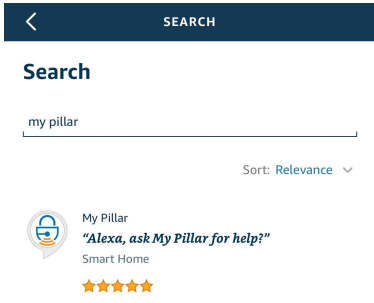 SEARCH
Search
my pillar
Sort: Relevance
My Pillar
“Alexa, ask My Pillar for help?”
Smart Home